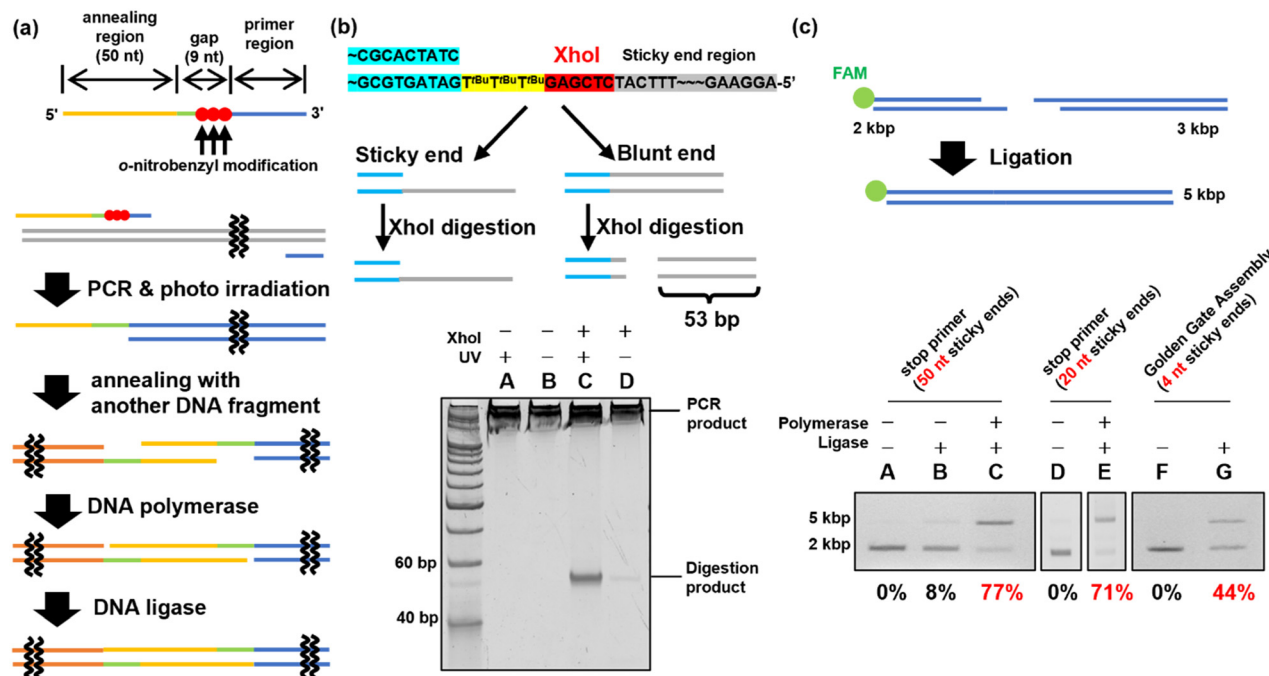 (a)
annealing
region
(50 nt)
gap
(9 nt)
primer
region
5'
3'
o-nitrobenzyl modification
PCR & photo irradiation
annealing with
another DNA fragment
DNA polymerase
DNA ligase
(b)
~CGCACTATC
XhoI
Sticky end region
~GCGTGATAGTtBuTtBuTtBuGAGCTCTACTTT~~~GAAGGA-5'
Sticky end
Blunt end
XhoI digestion
XhoI digestion
53 bp
XhoI − − + +
UV + − + −
A B C D
PCR
product
60 bp
Digestion
product
40 bp
(c)
FAM
2 kbp
3 kbp
Ligation
5 kbp
stop primer
(50 nt sticky ends)
stop primer
(20 nt sticky ends)
Golden Gate Assembly
(4 nt sticky ends)
Polymerase − − + − +
Ligase − + + − + − +
A B C D E F G
5 kbp
2 kbp
0% 8% 77% 0% 71% 0% 44%